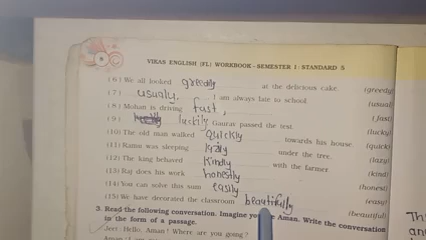 VIKAS ENGLISH (FL) WORKBOOK - SEMESTER I : STANDARD 5
(6) We all looked greedily at the delicious cake. (greedy)
(7) usualy, I am always late to school. (usual)
(8) Mohan is driving fast, (fast)
(9) luckily Gaurav passed the test. (lucky)
(10) The old man walked quickly towards his house. (quick)
(11) Ramu was sleeping lazily under the tree. (lazy)
(12) The king behaved kindly with the farmer (kind)
(13) Raj does his work honestly (honest)
(14) You can solve this sum easily (easy)
(15) We have decorated the classroom beautifully (beautiful)
3. Read the following conversation. Imagine you are Aman. Write the conversation
in the form of a passage.
Jeet : Hello, Aman ! Where are you going ?